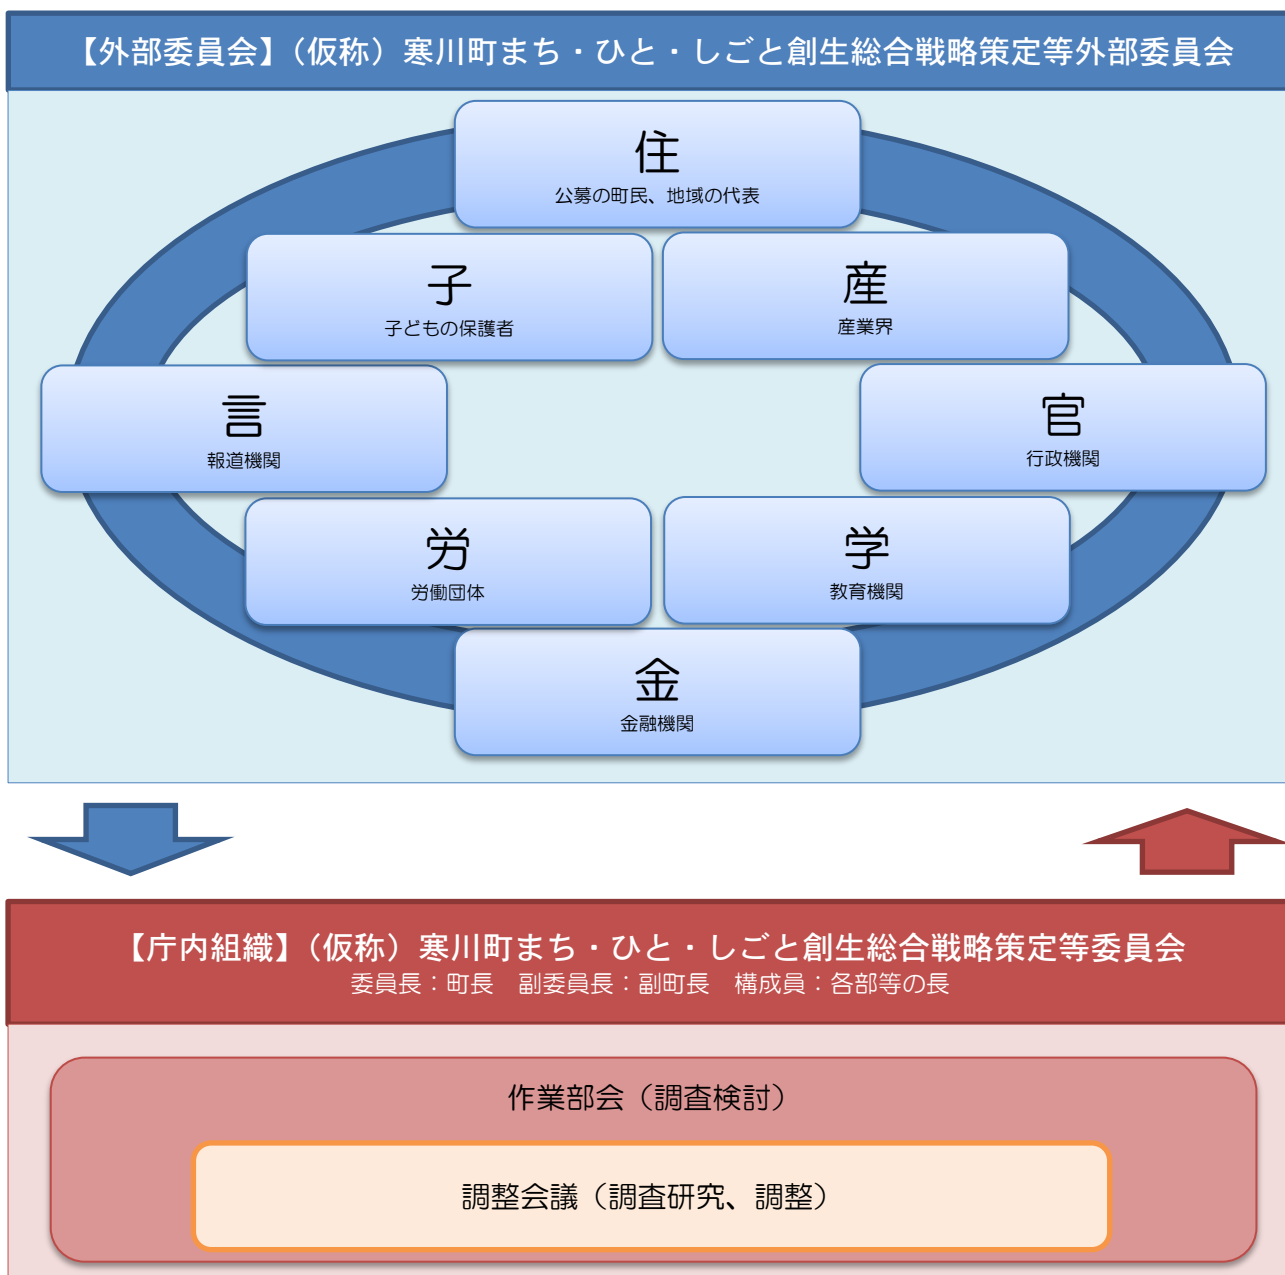 【外部委員会】（仮称）寒川町まち・ひと・しごと創生総合戦略策定等外部委員会
住
公募の町民、地域の代表
子
子どもの保護者
産
産業界
言
報道機関
官
行政機関
労
労働団体
学
教育機関
金
金融機関
【庁内組織】（仮称）寒川町まち・ひと・しごと創生総合戦略策定等委員会
委員長：町長　副委員長：副町長　構成員：各部等の長
作業部会（調査検討）
調整会議（調査研究、調整）